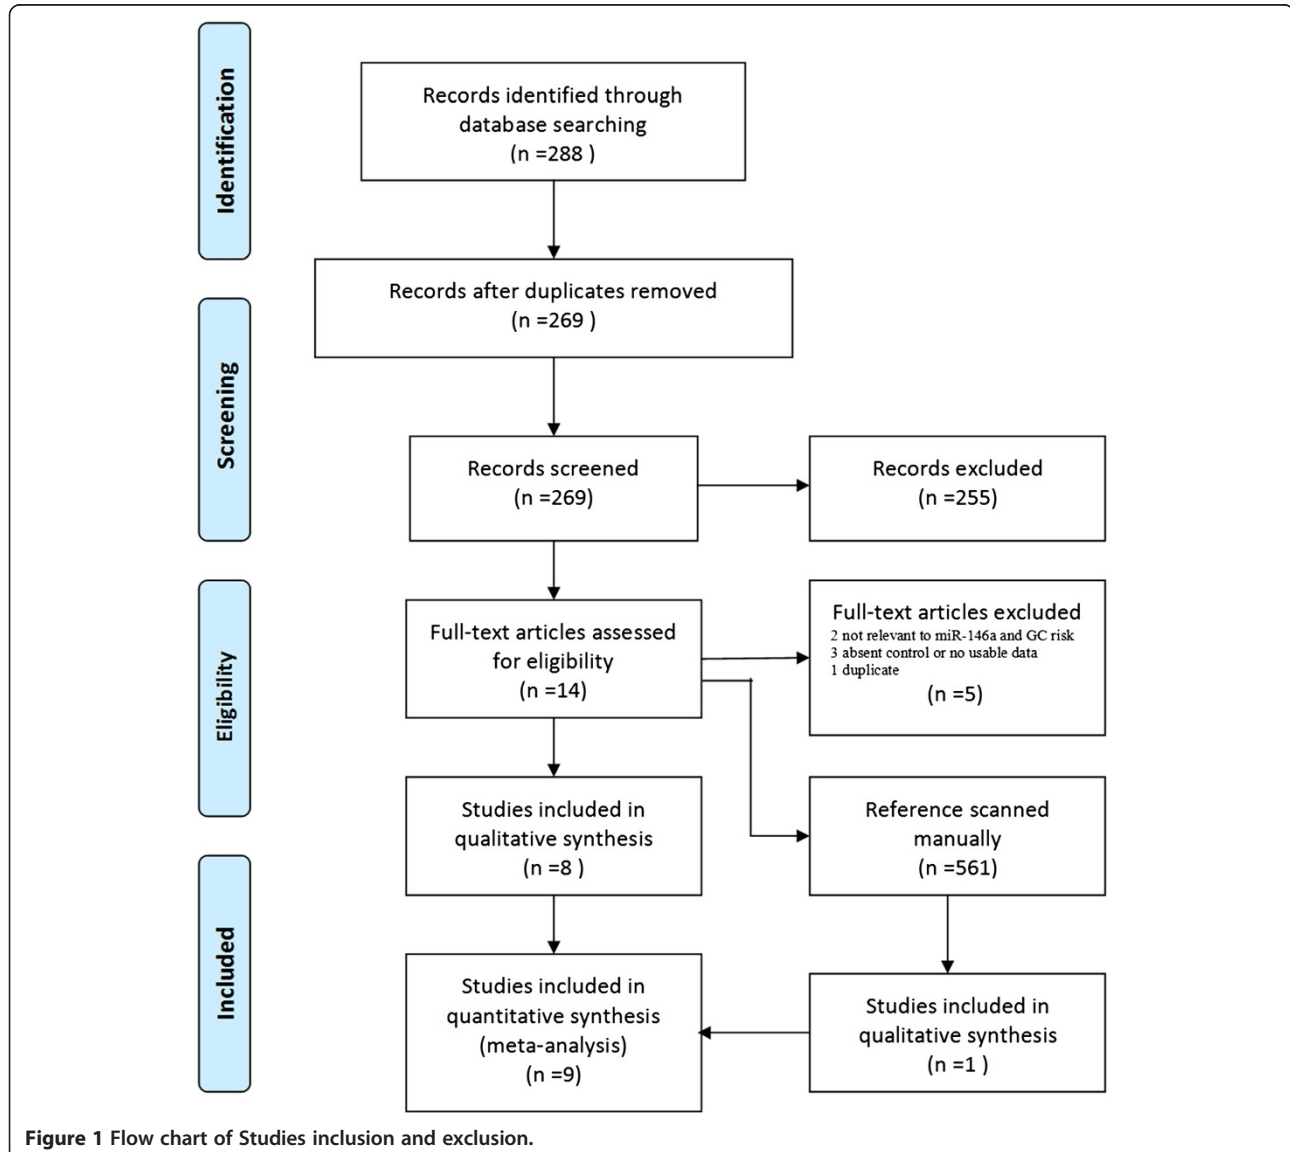 Identification
Records identified through
database searching
(n =288 )
Records after duplicates removed
(n =269 )
Screening
Records screened
(n =269)
Records excluded
(n =255)
Eligibility
Full-text articles assessed
for eligibility
(n =14)
Full-text articles excluded
2 not relevant to miR-146a and GC risk
3 absent control or no usable data
1 duplicate
(n =5)
Studies included in
qualitative synthesis
(n =8 )
Reference scanned
manually
(n =561)
Included
Studies included in
quantitative synthesis
(meta-analysis)
(n =9)
Studies included in
qualitative synthesis
(n =1 )
Figure 1 Flow chart of Studies inclusion and exclusion.